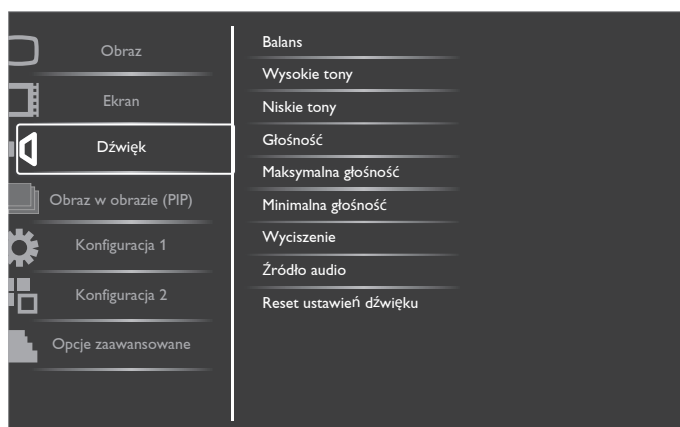 Obraz
Ekran
Dźwięk
Obraz w obrazie (PIP)
Konfiguracja 1
Konfiguracja 2
Opcje zaawansowane
Balans
Wysokie tony
Niskie tony
Głośność
Maksymalna głośność
Minimalna głośność
Wyciszenie
Źródło audio
Reset ustawień dźwięku